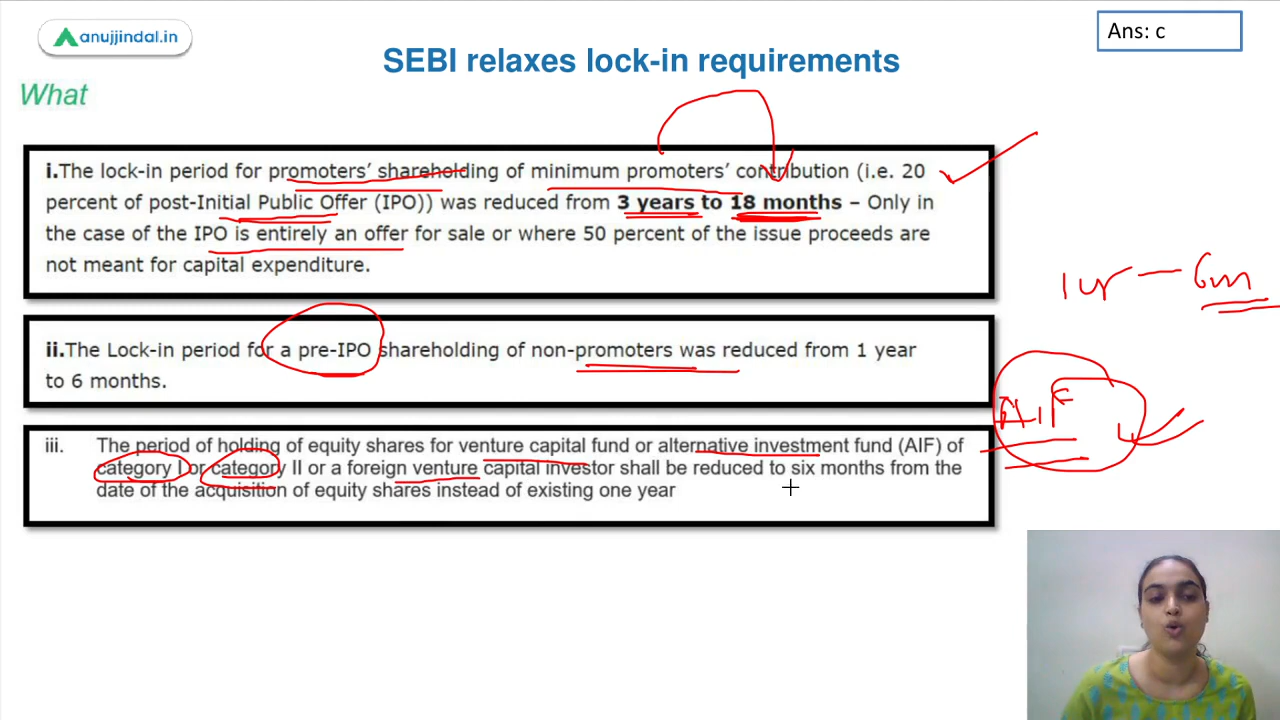 anujjindal.in
Ans: c
SEBI relaxes lock-in requirements
What
i.The lock-in period for promoters' shareholding of minimum promoters' contribution (i.e. 20
percent of post-Initial Public Offer (IPO)) was reduced from 3 years to 18 months – Only in
the case of the IPO is entirely an offer for sale or where 50 percent of the issue proceeds are
not meant for capital expenditure.
1 yr — 6m
ii.The Lock-in period for a pre-IPO shareholding of non-promoters was reduced from 1 year
to 6 months.
AIF
iii. The period of holding of equity shares for venture capital fund or alternative investment fund (AIF) of
category I or category II or a foreign venture capital investor shall be reduced to six months from the
date of the acquisition of equity shares instead of existing one year